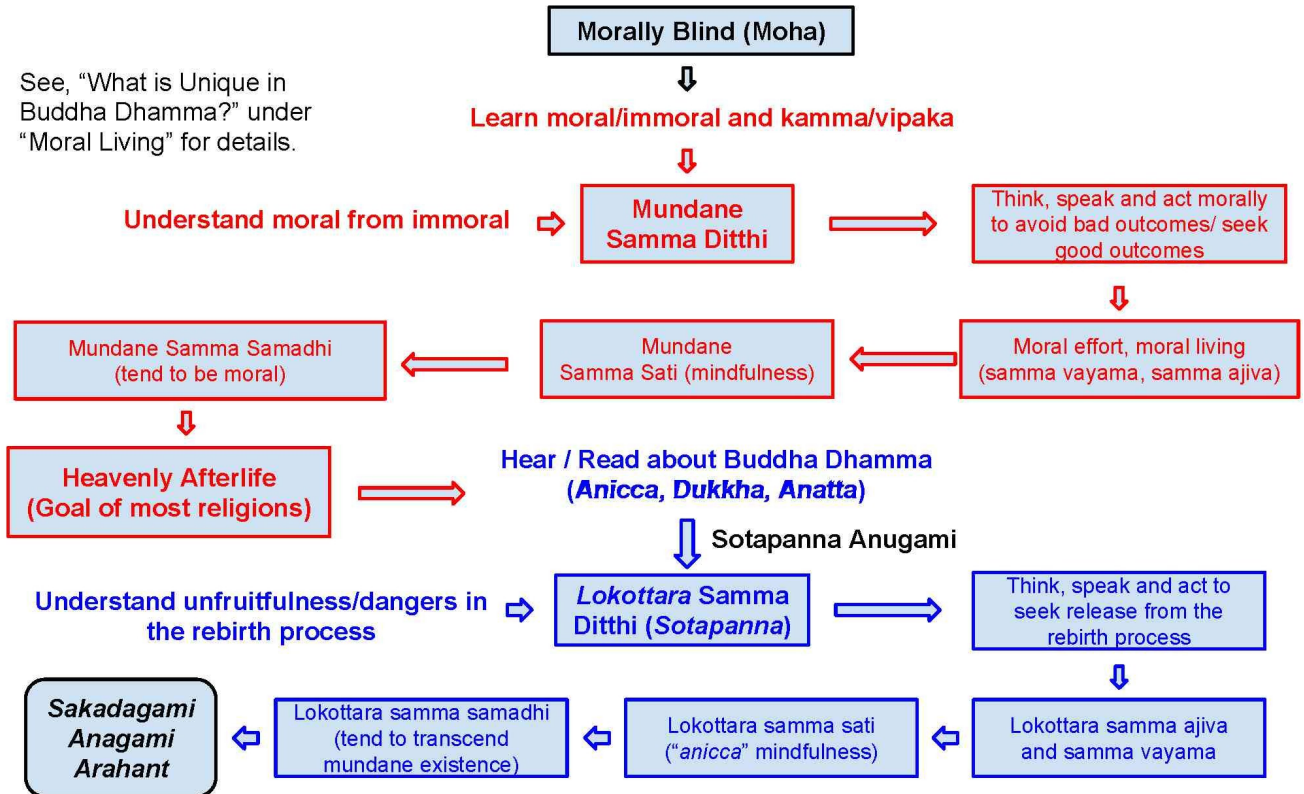 Morally Blind (Moha)
See, “What is Unique in
Buddha Dhamma?” under
“Moral Living” for details.
Learn moral/immoral and kamma/vipaka
Understand moral from immoral
Mundane
Samma Ditthi
Think, speak and act morally
to avoid bad outcomes/ seek
good outcomes
Moral effort, moral living
(samma vayama, samma ajiva)
Mundane
Samma Sati (mindfulness)
Mundane Samma Samadhi
(tend to be moral)
Heavenly Afterlife
(Goal of most religions)
Hear / Read about Buddha Dhamma
(Anicca, Dukkha, Anatta)
Sotapanna Anugami
Understand unfruitfulness/dangers in
the rebirth process
Lokottara Samma
Ditthi (Sotapanna)
Think, speak and act to
seek release from the
rebirth process
Lokottara samma ajiva
and samma vayama
Lokottara samma sati
(“anicca” mindfulness)
Lokottara samma samadhi
(tend to transcend
mundane existence)
Sakadagami
Anagami
Arahant